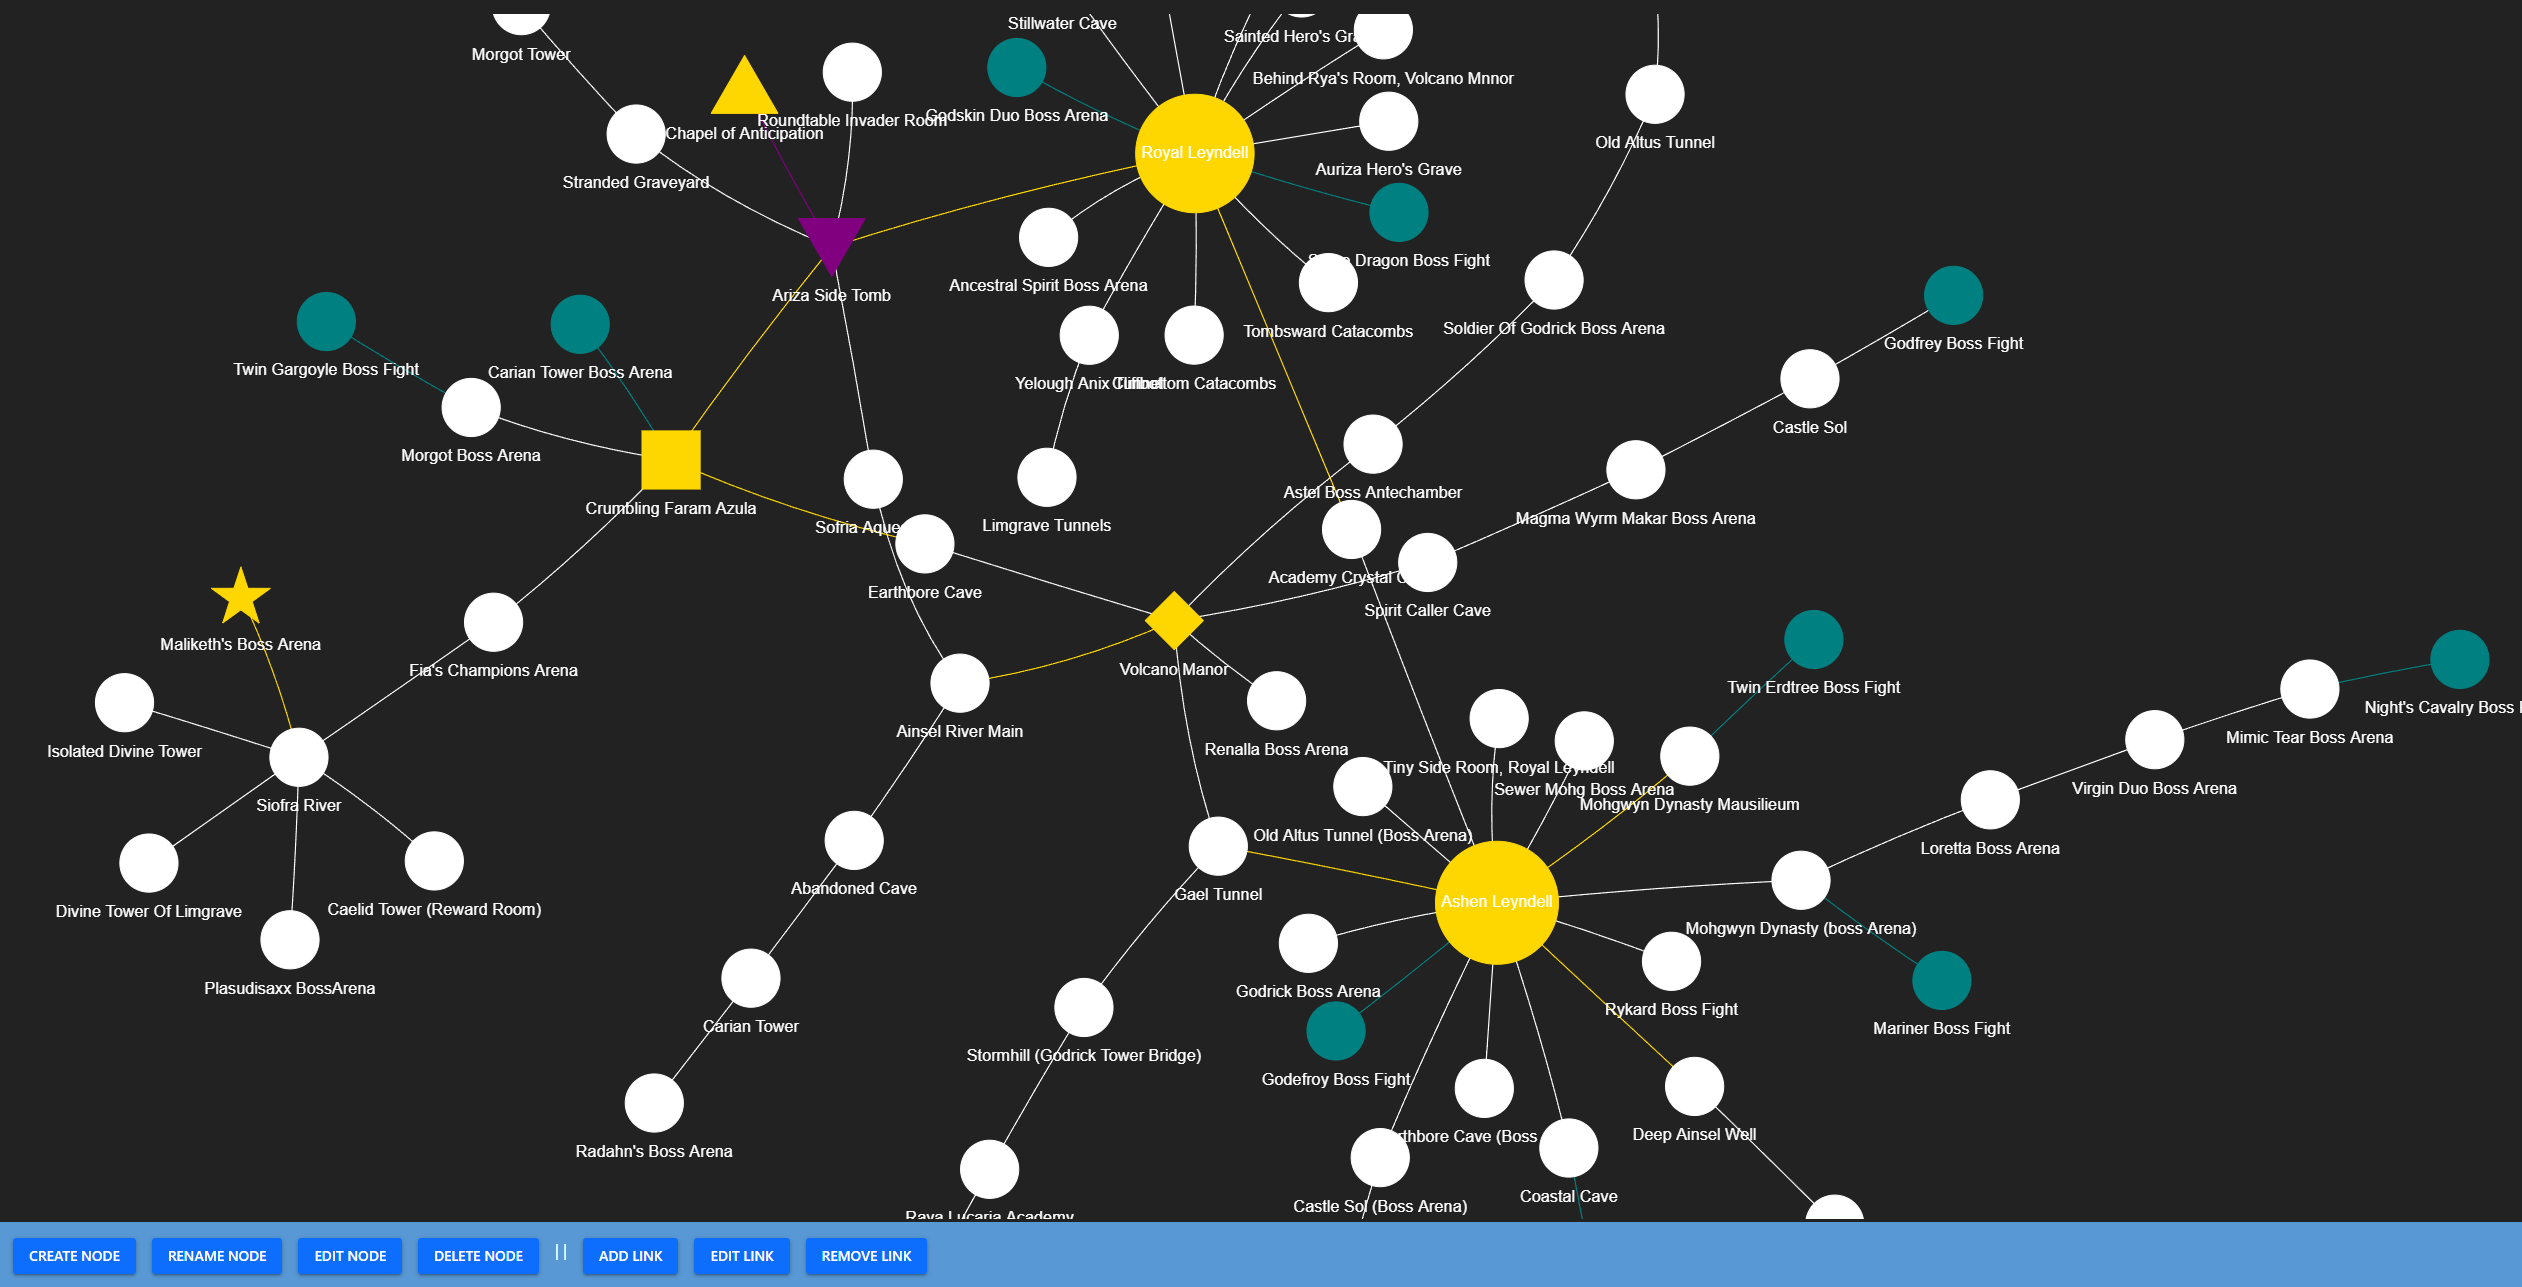 Stillwater Cave
Sainted Hero's
Morgot Tower
Behind Rya's Room, Volcano Mnnor
Godskin Duo Boss Arena
Roundtable Invader Room
Chapel of Anticipation
Old Altus Tunnel
Royal Leyndell
Auriza Hero's Grave
Stranded Graveyard
Dragon Boss Fight
Ancestral Spirit Boss Arena
Ariza Side Tomb
Soldier Of Godrick Boss Arena
Tombsward Catacombs
Godfrey Boss Fight
Twin Gargoyle Boss Fight
Carian Tower Boss Arena
Yelough Anix
Catacombs
Castle Sol
Morgot Boss Arena
Astel Boss Antechamber
Crumbling Faram Azula
Magma Wyrm Makar Boss Arena
Sofria
Limgrave Tunnels
Academy Crystal
Earthbore Cave
Spirit Caller Cave
Maliketh's Boss Arena
Fia's Champions Arena
Volcano Manor
Twin Erdtree Boss Fight
Night's Cavalry Boss
Ainsel River Main
Mimic Tear Boss Arena
Isolated Divine Tower
Renalla Boss Arena
Tiny Side Room, Royal Leyndell
Sewer Mohg Boss Arena
Virgin Duo Boss Arena
Mohgwyn Dynasty Mausilieum
Siofra River
Old Altus Tunnel (Boss Arena)
Loretta Boss Arena
Abandoned Cave
Gael Tunnel
Ashen Leyndell
Divine Tower Of Limgrave
Caelid Tower (Reward Room)
Mohgwyn Dynasty (boss Arena)
Plasudisaxx BossArena
Godrick Boss Arena
Rykard Boss Fight
Carian Tower
Mariner Boss Fight
Stormhill (Godrick Tower Bridge)
Godefroy Boss Fight
Deep Ainsel Well
Cave (Boss
Radahn's Boss Arena
Coastal Cave
Castle Sol (Boss Arena)
Raya Lucaria Academy
CREATE NODE RENAME NODE EDIT NODE DELETE NODE || ADD LINK EDIT LINK REMOVE LINK